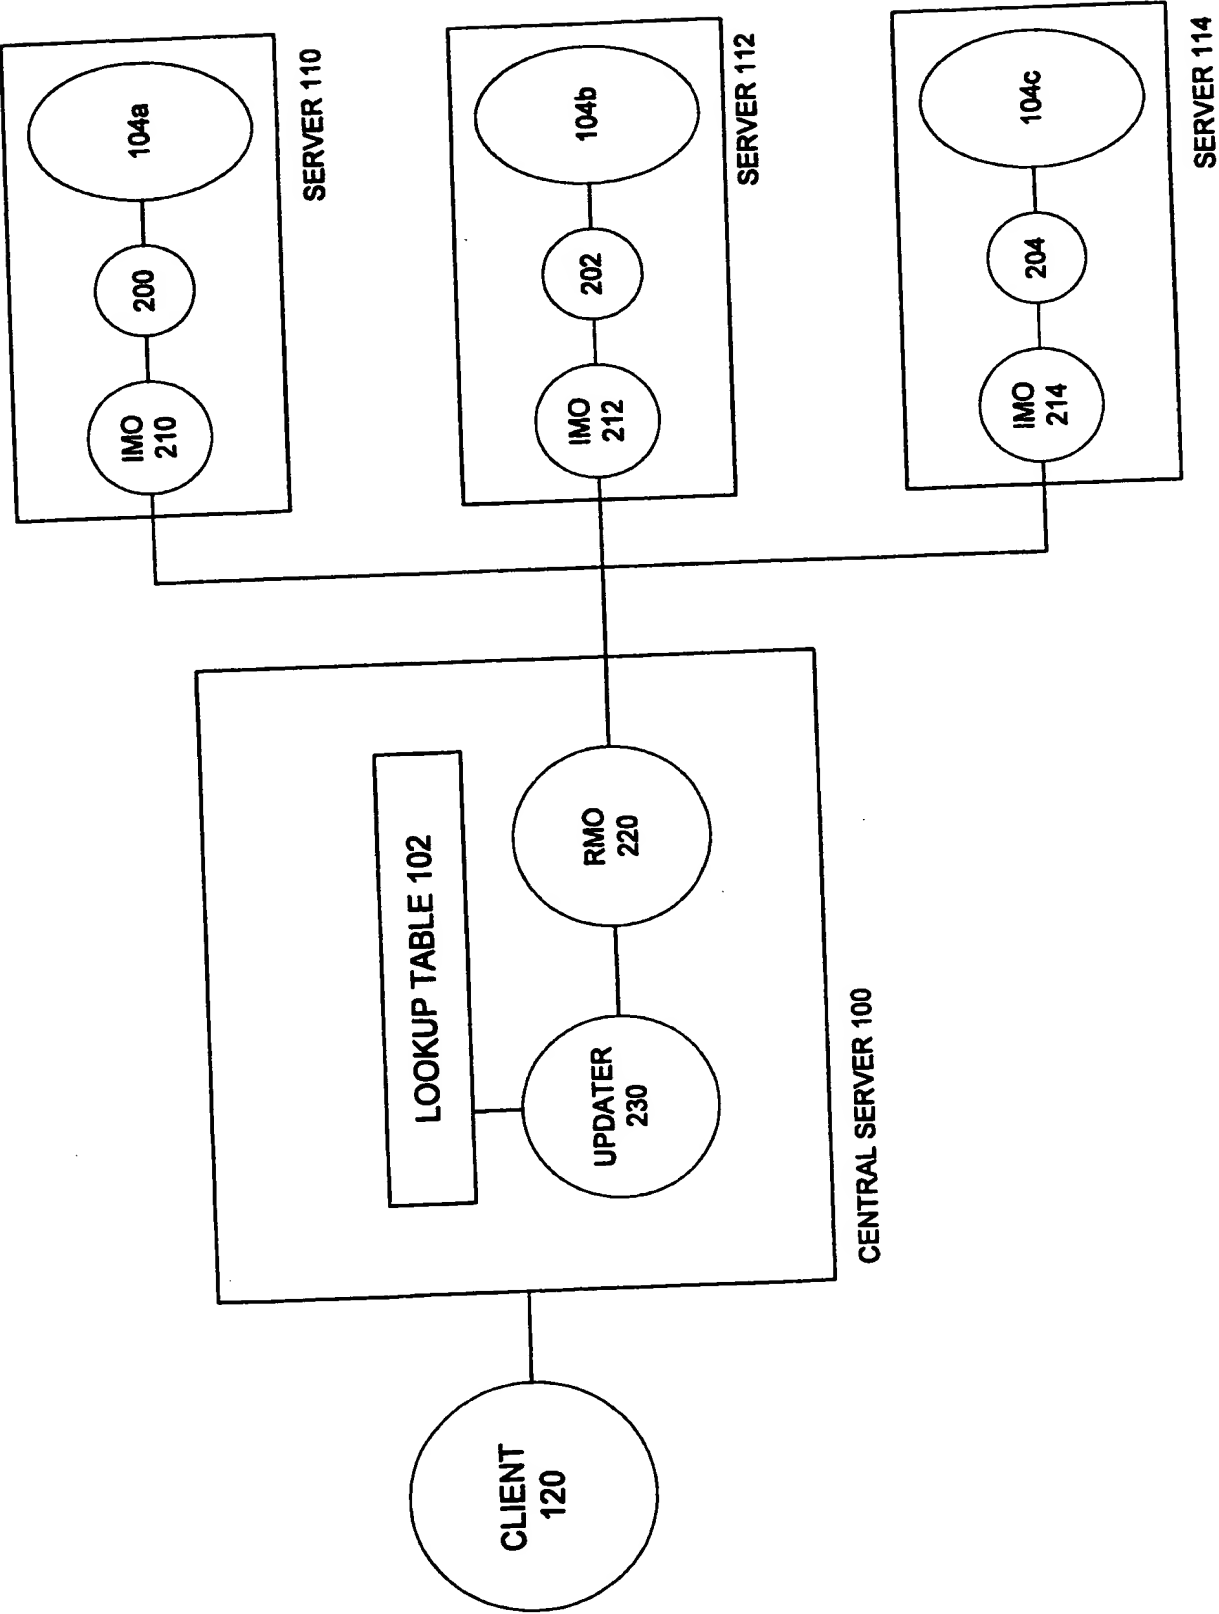 CLIENT
120
CENTRAL SERVER 100
LOOKUP TABLE 102
UPDATER
230
RMO
220
IMO
210
200
104a
SERVER 110
IMO
212
202
104b
SERVER 112
IMO
214
204
104c
SERVER 114